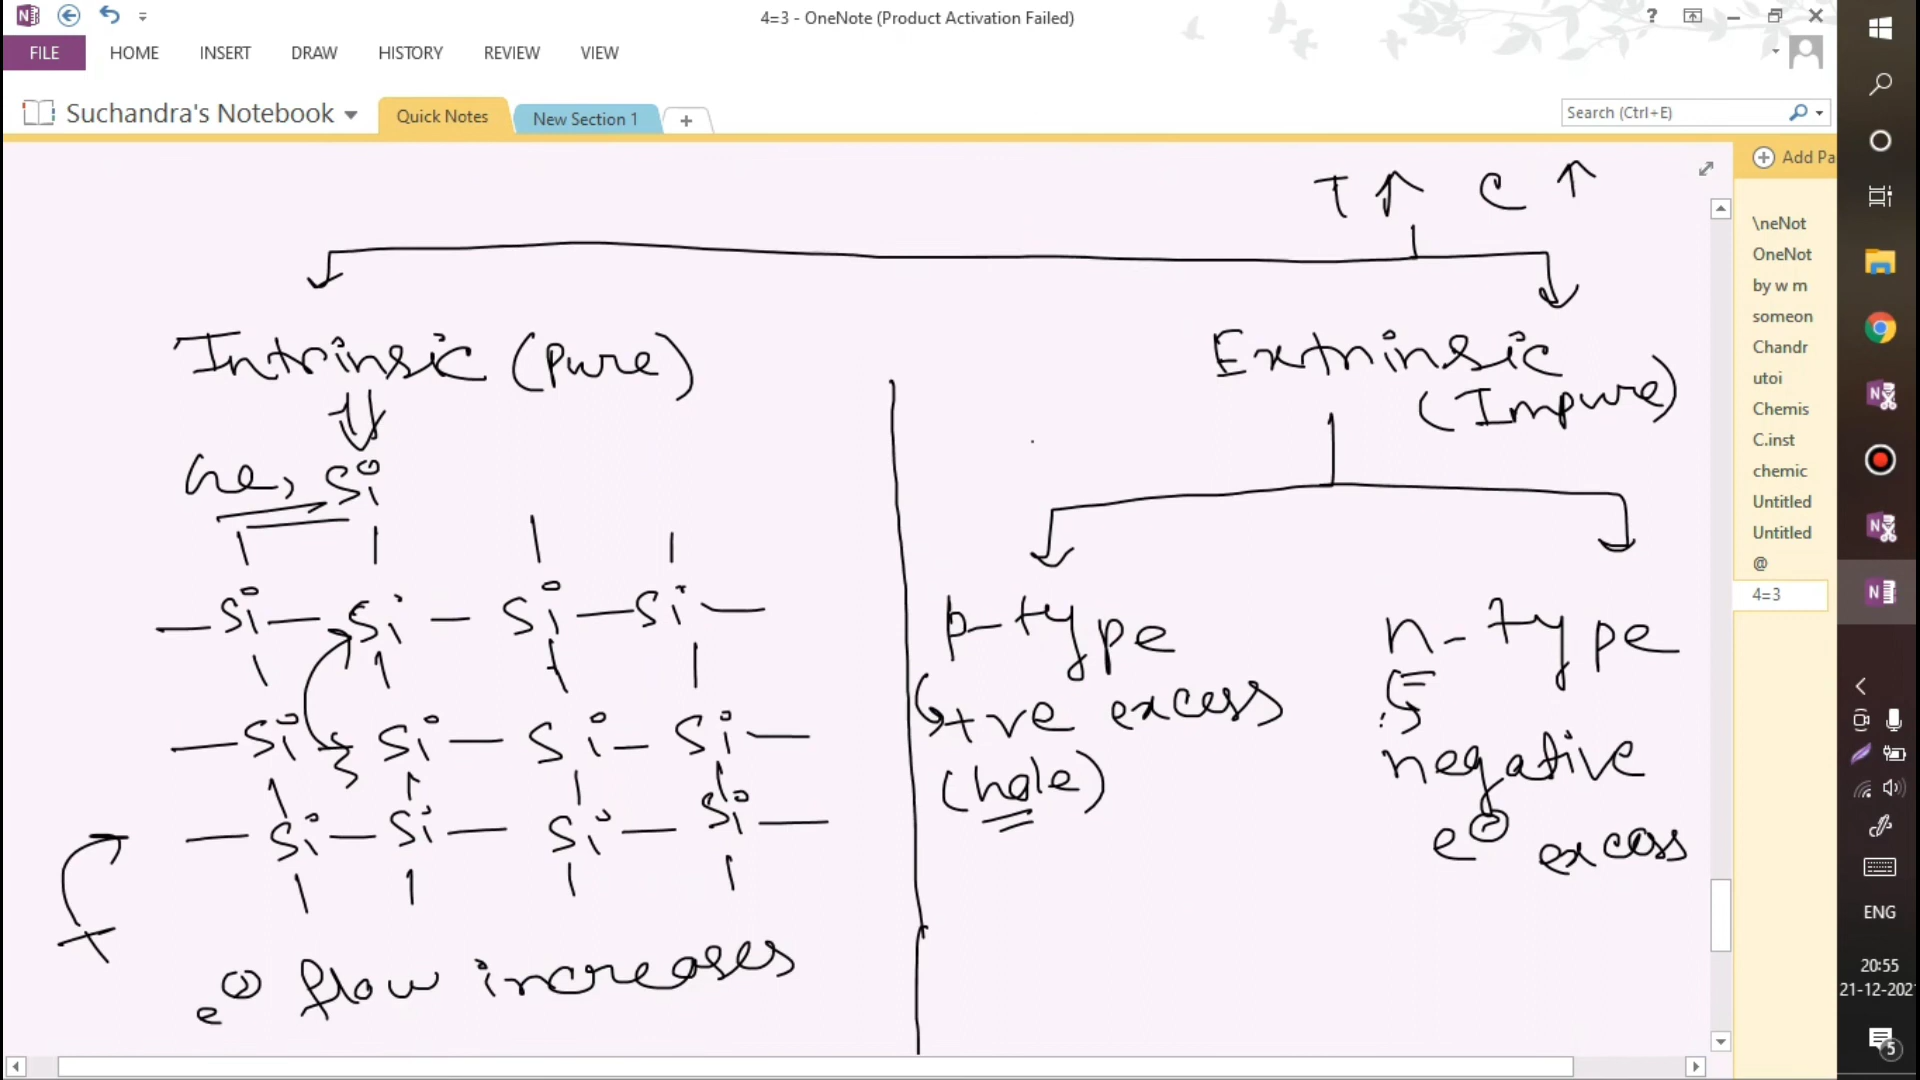 4=3 - OneNote (Product Activation Failed)
FILE HOME INSERT DRAW HISTORY REVIEW VIEW
Suchandra's Notebook Quick Notes New Section 1 +
Search (Ctrl+E)
Add Pa
T ↑ C ↑
Intrinsic (Pure)
Ge, Si
— Si — Si — Si — Si —
— Si — Si — Si — Si —
— Si — Si — Si — Si —
T
e⊖ flow increases
Extrinsic
(Impure)
p-type
+ve excess
(hole)
n-type
negative
e⊖ excess
\neNot
OneNot
by w m
someon
Chandr
utoi
Chemis
C.inst
chemic
Untitled
Untitled
@
4=3
ENG
20:55
21-12-202
5